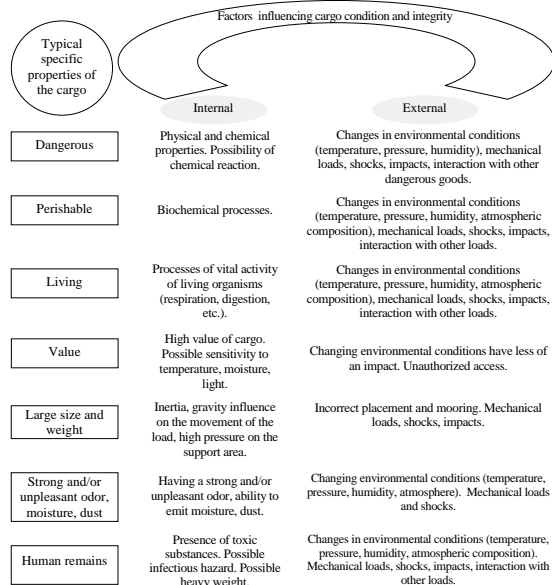 Factors influencing cargo condition and integrity
Typical
specific
properties of
the cargo
Internal
External
Dangerous
Physical and chemical
properties. Possibility of
chemical reaction.
Changes in environmental conditions
(temperature, pressure, humidity), mechanical
loads, shocks, impacts, interaction with other
dangerous goods.
Perishable
Biochemical processes.
Changes in environmental conditions
(temperature, pressure, humidity, atmospheric
composition), mechanical loads, shocks, impacts,
interaction with other loads.
Living
Processes of vital activity
of living organisms
(respiration, digestion,
etc.).
Changes in environmental conditions
(temperature, pressure, humidity, atmospheric
composition), mechanical loads, shocks, impacts,
interaction with other loads.
Value
High value of cargo.
Possible sensitivity to
temperature, moisture,
light.
Changing environmental conditions have less of
an impact. Unauthorized access.
Large size and
weight
Inertia, gravity influence
on the movement of the
load, high pressure on the
support area.
Incorrect placement and mooring. Mechanical
loads, shocks, impacts.
Strong and/or
unpleasant odor,
moisture, dust
Having a strong and/or
unpleasant odor, ability to
emit moisture, dust.
Changing environmental conditions (temperature,
pressure, humidity, atmosphere). Mechanical loads
and shocks.
Human remains
Presence of toxic
substances. Possible
infectious hazard. Possible
heavy weight.
Changes in environmental conditions (temperature,
pressure, humidity, atmospheric composition).
Mechanical loads, shocks, impacts, interaction with
other loads.